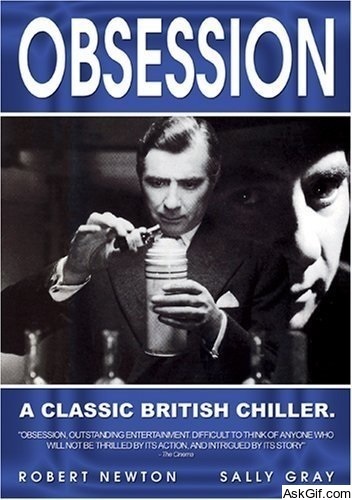 OBSESSION
A CLASSIC BRITISH CHILLER.
"OBSESSION, OUTSTANDING ENTERTAINMENT. DIFFICULT TO THINK OF ANYONE WHO
WILL NOT BE THRILLED BY ITS ACTION, AND INTRIGUED BY ITS STORY"
- The Cinema
ROBERT NEWTON SALLY GRAY
AskGif.com